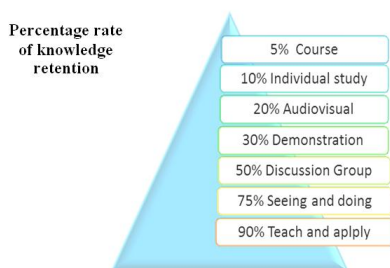 Percentage rate
of knowledge
retention
5% Course
10% Individual study
20% Audiovisual
30% Demonstration
50% Discussion Group
75% Seeing and doing
90% Teach and aplply